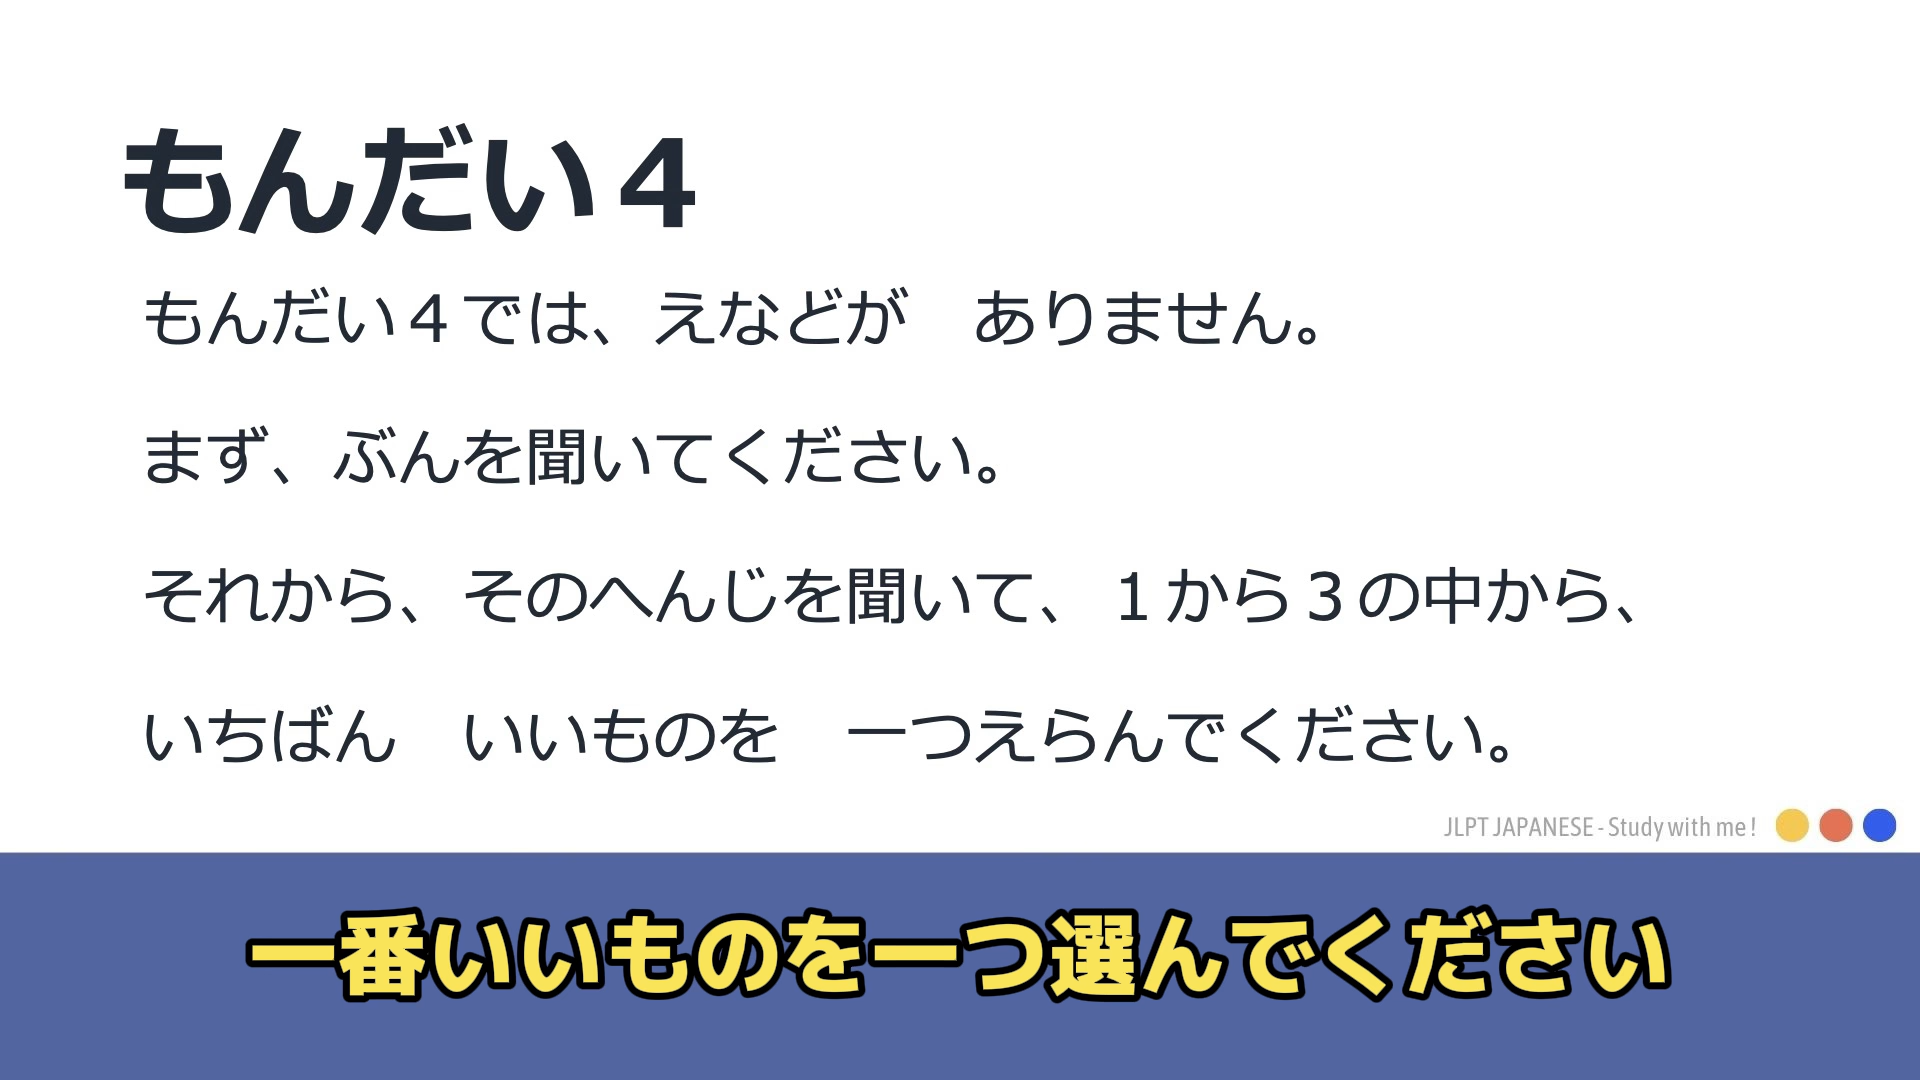 もんだい４
もんだい４では、えなどが　ありません。
まず、ぶんを聞いてください。
それから、そのへんじを聞いて、１から３の中から、
いちばん　いいものを　一つえらんでください。
JLPT JAPANESE - Study with me !
一番いいものを一つ選んでください